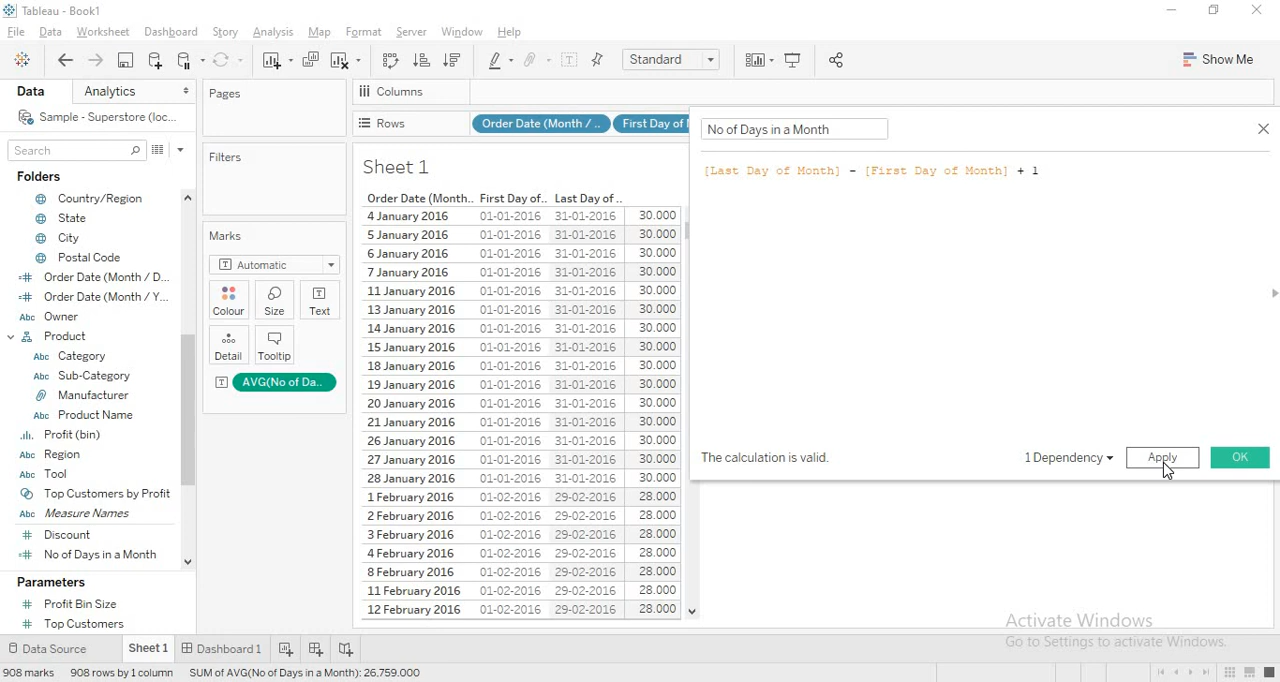 Tableau - Book1
File Data Worksheet Dashboard Story Analysis Map Format Server Window Help
Standard
Show Me
Data Analytics
Sample - Superstore (loc...
Search
Folders
Country/Region
State
City
Postal Code
Order Date (Month / D...
Order Date (Month / Y...
Abc Owner
Product
Abc Category
Abc Sub-Category
Manufacturer
Abc Product Name
Profit (bin)
Abc Region
Abc Tool
Top Customers by Profit
Abc Measure Names
Discount
No of Days in a Month
Parameters
Profit Bin Size
Top Customers
Pages
Filters
Marks
Automatic
Colour Size Text
Detail Tooltip
AVG(No of Da..
Columns
Rows Order Date (Month / .. First Day of M
Sheet 1
Order Date (Month.. First Day of.. Last Day of ..
4 January 2016 01-01-2016 31-01-2016 30.000
5 January 2016 01-01-2016 31-01-2016 30.000
6 January 2016 01-01-2016 31-01-2016 30.000
7 January 2016 01-01-2016 31-01-2016 30.000
11 January 2016 01-01-2016 31-01-2016 30.000
13 January 2016 01-01-2016 31-01-2016 30.000
14 January 2016 01-01-2016 31-01-2016 30.000
15 January 2016 01-01-2016 31-01-2016 30.000
18 January 2016 01-01-2016 31-01-2016 30.000
19 January 2016 01-01-2016 31-01-2016 30.000
20 January 2016 01-01-2016 31-01-2016 30.000
21 January 2016 01-01-2016 31-01-2016 30.000
26 January 2016 01-01-2016 31-01-2016 30.000
27 January 2016 01-01-2016 31-01-2016 30.000
28 January 2016 01-01-2016 31-01-2016 30.000
1 February 2016 01-02-2016 29-02-2016 28.000
2 February 2016 01-02-2016 29-02-2016 28.000
3 February 2016 01-02-2016 29-02-2016 28.000
4 February 2016 01-02-2016 29-02-2016 28.000
8 February 2016 01-02-2016 29-02-2016 28.000
11 February 2016 01-02-2016 29-02-2016 28.000
12 February 2016 01-02-2016 29-02-2016 28.000
No of Days in a Month
[Last Day of Month] - [First Day of Month] + 1
The calculation is valid.
1 Dependency
Apply
OK
Activate Windows
Go to Settings to activate Windows.
Data Source Sheet 1 Dashboard 1
908 marks 908 rows by 1 column SUM of AVG(No of Days in a Month): 26.759.000